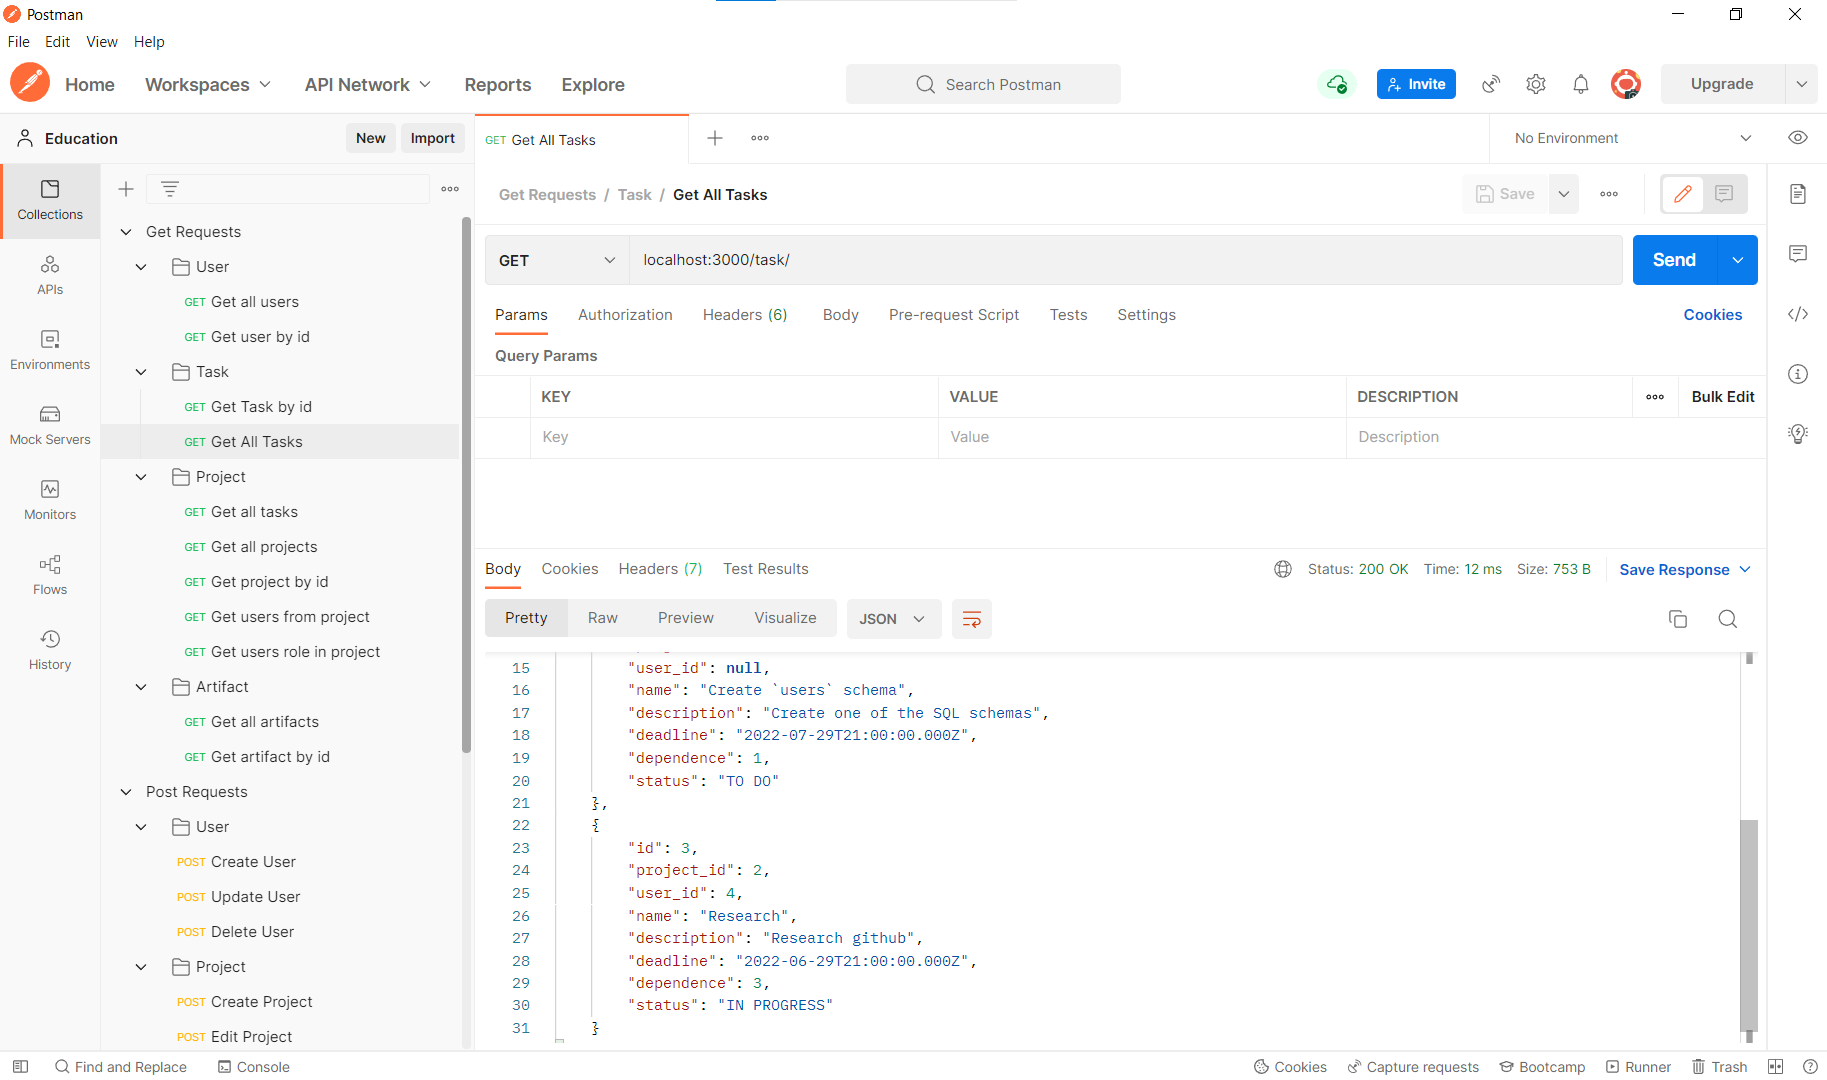 Postman
File Edit View Help
Home Workspaces API Network Reports Explore Search Postman Invite Upgrade
Education New Import
GET Get All Tasks
No Environment
Collections
APIs
Environments
Mock Servers
Monitors
Flows
History
Get Requests
User
GET Get all users
GET Get user by id
Task
GET Get Task by id
GET Get All Tasks
Project
GET Get all tasks
GET Get all projects
GET Get project by id
GET Get users from project
GET Get users role in project
Artifact
GET Get all artifacts
GET Get artifact by id
Post Requests
User
POST Create User
POST Update User
POST Delete User
Project
POST Create Project
POST Edit Project
Get Requests / Task / Get All Tasks
Save
GET localhost:3000/task/ Send
Params Authorization Headers (6) Body Pre-request Script Tests Settings Cookies
Query Params
KEY VALUE DESCRIPTION Bulk Edit
Key Value Description
Body Cookies Headers (7) Test Results Status: 200 OK Time: 12 ms Size: 753 B Save Response
Pretty Raw Preview Visualize JSON
15 "user_id": null,
16 "name": "Create `users` schema",
17 "description": "Create one of the SQL schemas",
18 "deadline": "2022-07-29T21:00:00.000Z",
19 "dependence": 1,
20 "status": "TO DO"
21 },
22 {
23 "id": 3,
24 "project_id": 2,
25 "user_id": 4,
26 "name": "Research",
27 "description": "Research github",
28 "deadline": "2022-06-29T21:00:00.000Z",
29 "dependence": 3,
30 "status": "IN PROGRESS"
31 }
Find and Replace Console Cookies Capture requests Bootcamp Runner Trash